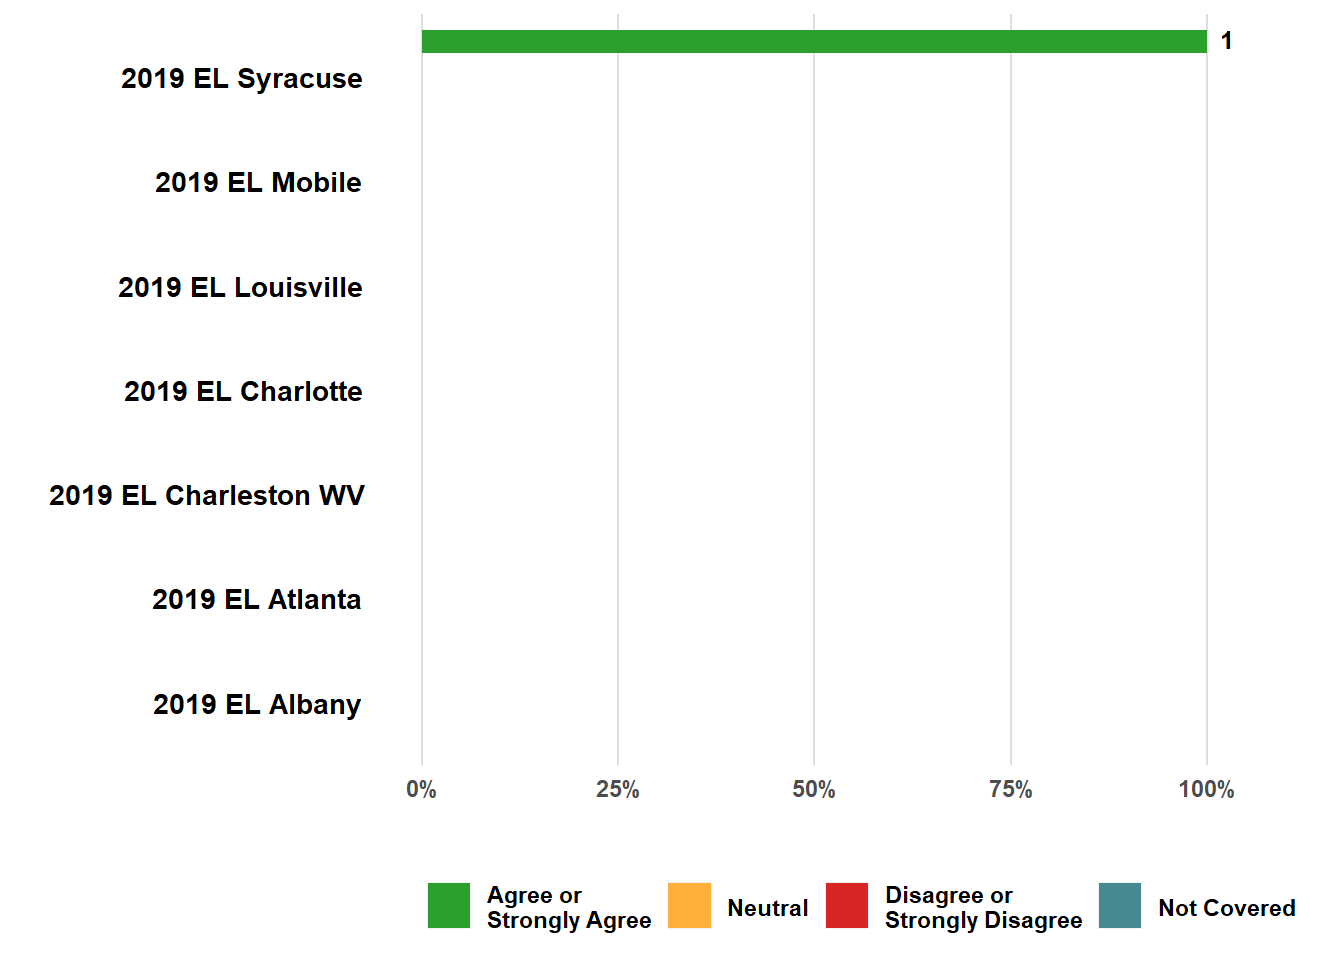 1
2019 EL Syracuse
2019 EL Mobile
2019 EL Louisville
2019 EL Charlotte
2019 EL Charleston WV
2019 EL Atlanta
2019 EL Albany
0% 25% 50% 75% 100%
Agree or
Strongly Agree
Neutral
Disagree or
Strongly Disagree
Not Covered